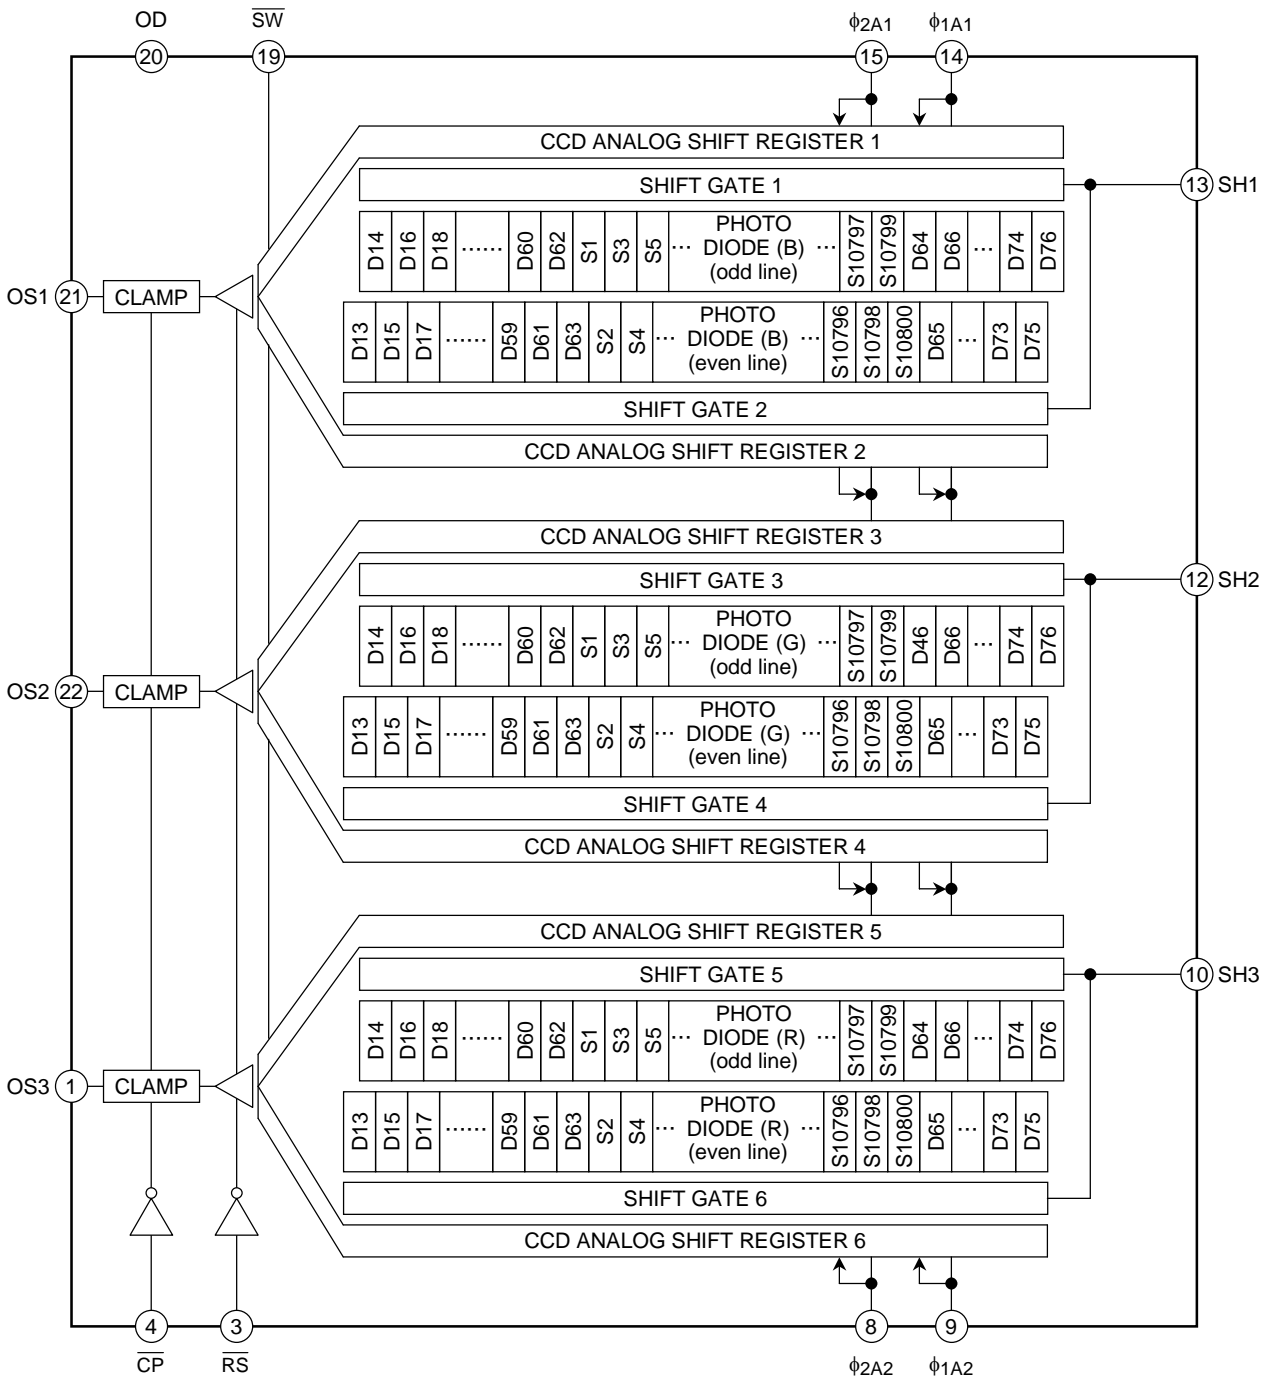 OD
SW
ϕ2A1
ϕ1A1
20
19
15
14
CCD ANALOG SHIFT REGISTER 1
SHIFT GATE 1
13 SH1
D14 D16 D18 ······ D60 D62 S1 S3 S5 ··· PHOTO DIODE (B) (odd line) ··· S10797 S10799 D64 D66 ··· D74 D76
OS1 21 CLAMP
D13 D15 D17 ······ D59 D61 D63 S2 S4 ··· PHOTO DIODE (B) (even line) ··· S10796 S10798 S10800 D65 ··· D73 D75
SHIFT GATE 2
CCD ANALOG SHIFT REGISTER 2
CCD ANALOG SHIFT REGISTER 3
SHIFT GATE 3
12 SH2
D14 D16 D18 ······ D60 D62 S1 S3 S5 ··· PHOTO DIODE (G) (odd line) ··· S10797 S10799 D46 D66 ··· D74 D76
OS2 22 CLAMP
D13 D15 D17 ······ D59 D61 D63 S2 S4 ··· PHOTO DIODE (G) (even line) ··· S10796 S10798 S10800 D65 ··· D73 D75
SHIFT GATE 4
CCD ANALOG SHIFT REGISTER 4
CCD ANALOG SHIFT REGISTER 5
SHIFT GATE 5
10 SH3
D14 D16 D18 ······ D60 D62 S1 S3 S5 ··· PHOTO DIODE (R) (odd line) ··· S10797 S10799 D64 D66 ··· D74 D76
OS3 1 CLAMP
D13 D15 D17 ······ D59 D61 D63 S2 S4 ··· PHOTO DIODE (R) (even line) ··· S10796 S10798 S10800 D65 ··· D73 D75
SHIFT GATE 6
CCD ANALOG SHIFT REGISTER 6
4
3
8
9
CP
RS
ϕ2A2
ϕ1A2